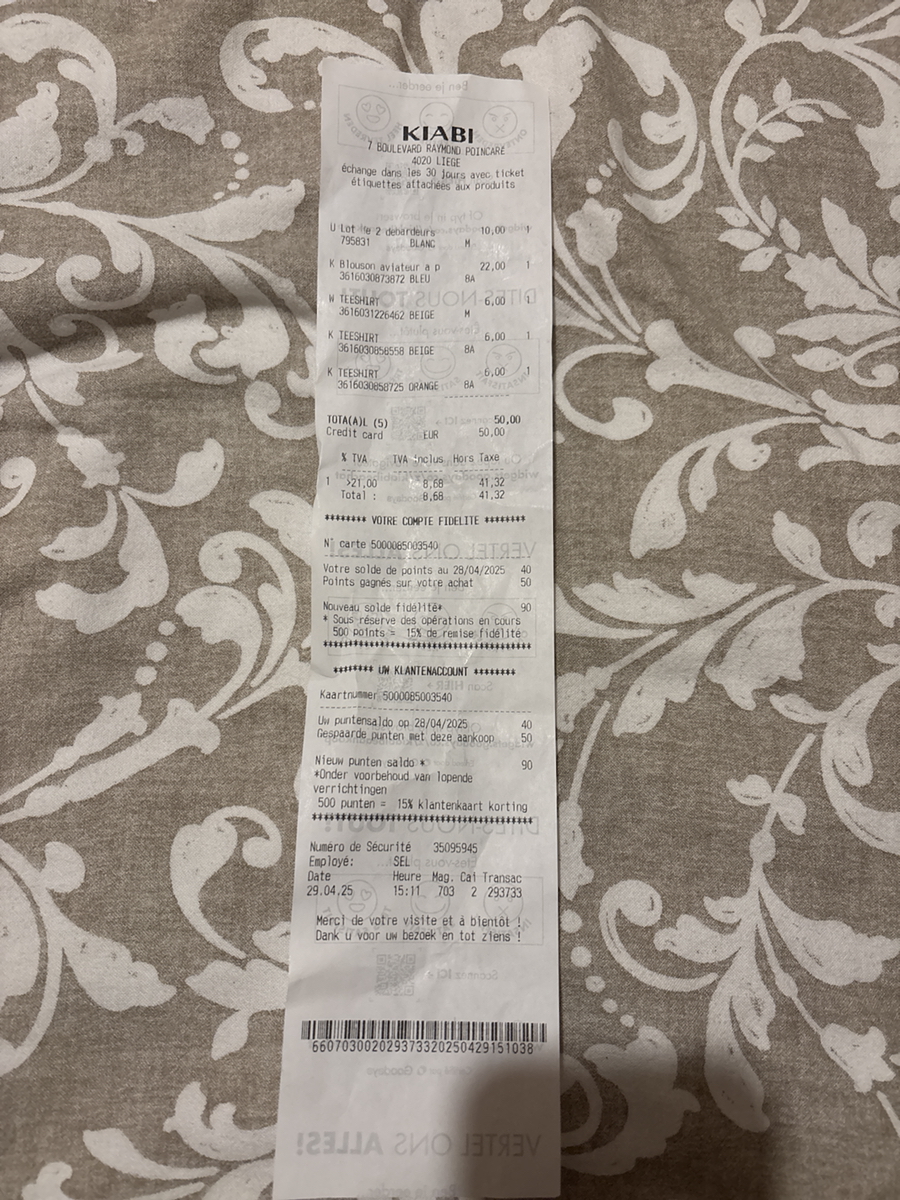 KIABI
7 BOULEVARD RAYMOND POINCARE
4020 LIEGE
échange dans les 30 jours avec ticket
étiquettes attachées aux produits
U Lot de 2 debardeurs 10,00 1
795831 BLANC M
K Blouson aviateur a p 22,00 1
3616030873872 BLEU 8A
W TEESHIRT 6,00 1
3616031226462 BEIGE M
K TEESHIRT 6,00 1
3616030858558 BEIGE 8A
K TEESHIRT 6,00 1
3616030858725 ORANGE 8A
TOTA(A)L (5) 50,00
Credit card EUR 50,00
% TVA TVA inclus Hors Taxe
1 >21,00 8,68 41,32
Total : 8,68 41,32
******** VOTRE COMPTE FIDELITE ********
N° carte 5000085003540
Votre solde de points au 28/04/2025 40
Points gagnés sur votre achat 50
Nouveau solde fidélité* 90
* Sous réserve des opérations en cours
500 points = 15% de remise fidélité
****************************************
******** UW KLANTENACCOUNT ********
Kaartnummer 5000085003540
Uw puntensaldo op 28/04/2025 40
Gespaarde punten met deze aankoop 50
Nieuw punten saldo * 90
*Onder voorbehoud van lopende
verrichtingen
500 punten = 15% klantenkaart korting
****************************************
Numéro de Sécurité 35095945
Employé: SEL
Date Heure Mag. Cai Transac
29.04.25 15:11 703 2 293733
Merci de votre visite et à bientôt !
Dank u voor uw bezoek en tot ziens !
66070300202937332025042915103​8
VERTEL ONS ALLES!